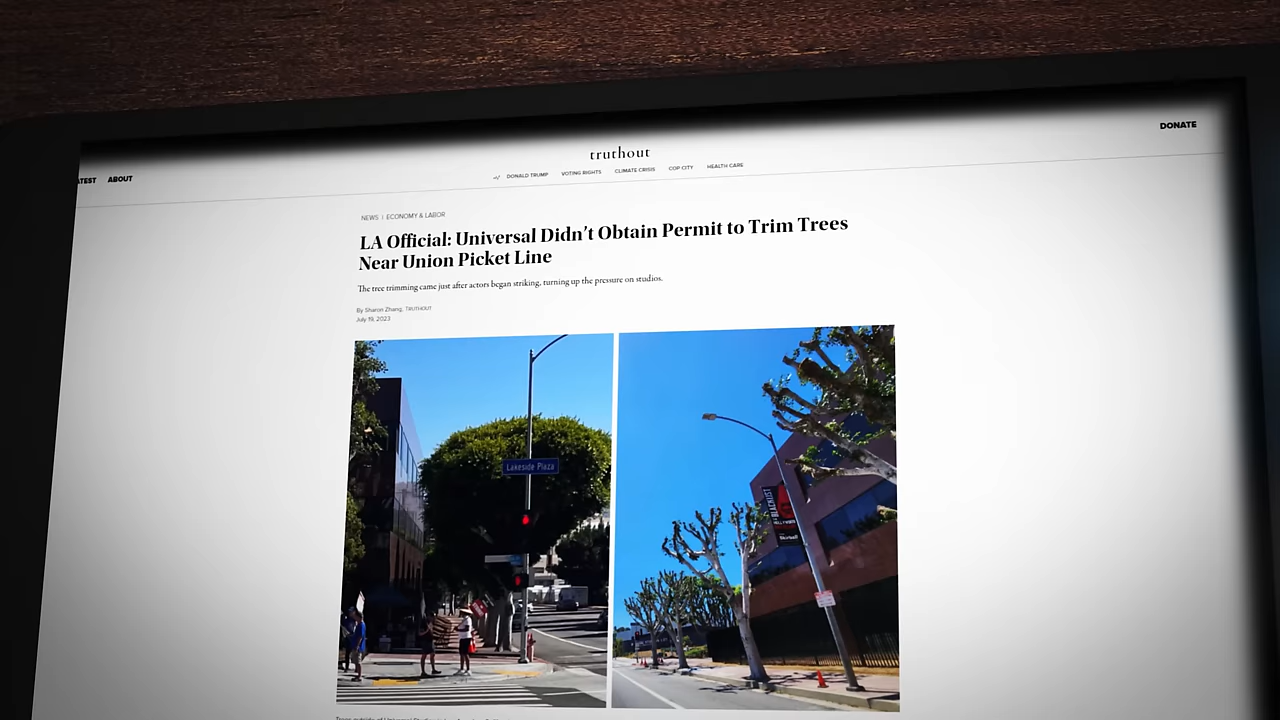 DONATE
truthout
ATEST ABOUT
DONALD TRUMP VOTING RIGHTS CLIMATE CRISIS COP CITY HEALTH CARE
NEWS | ECONOMY & LABOR
LA Official: Universal Didn't Obtain Permit to Trim Trees
Near Union Picket Line
The tree trimming came just after actors began striking, turning up the pressure on studios.
By Sharon Zhang, TRUTHOUT
July 19, 2023
Lakeside Plaza
BLACKLIST